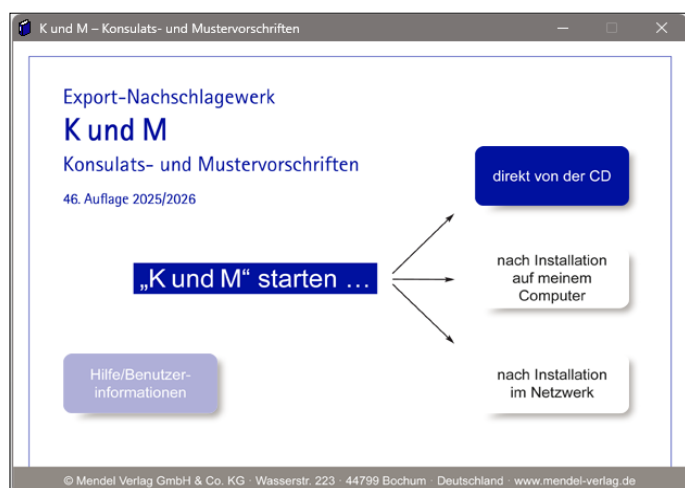 K und M – Konsulats- und Mustervorschriften
Export-Nachschlagewerk
K und M
Konsulats- und Mustervorschriften
46. Auflage 2025/2026
direkt von der CD
„K und M“ starten ...
nach Installation
auf meinem
Computer
Hilfe/Benutzer-
informationen
nach Installation
im Netzwerk
© Mendel Verlag GmbH & Co. KG · Wasserstr. 223 · 44799 Bochum · Deutschland · www.mendel-verlag.de